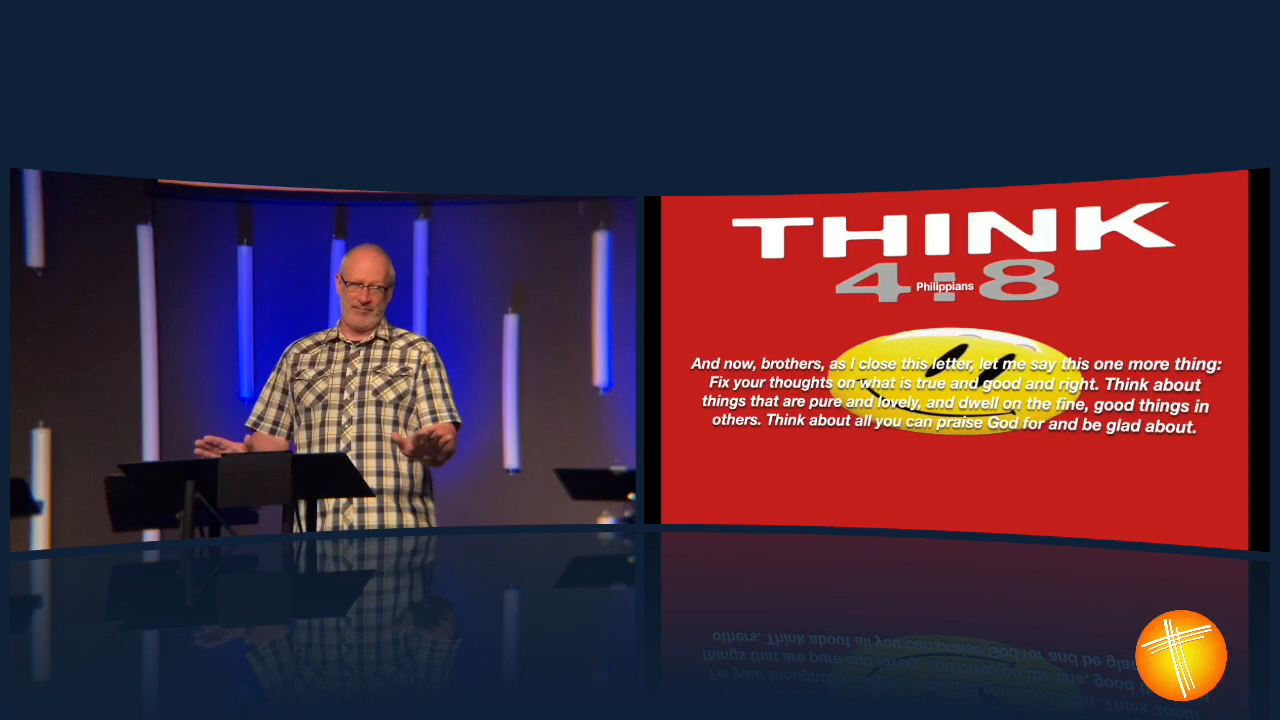 THINK
4:8
Philippians
And now, brothers, as I close this letter, let me say this one more thing:
Fix your thoughts on what is true and good and right. Think about
things that are pure and lovely, and dwell on the fine, good things in
others. Think about all you can praise God for and be glad about.